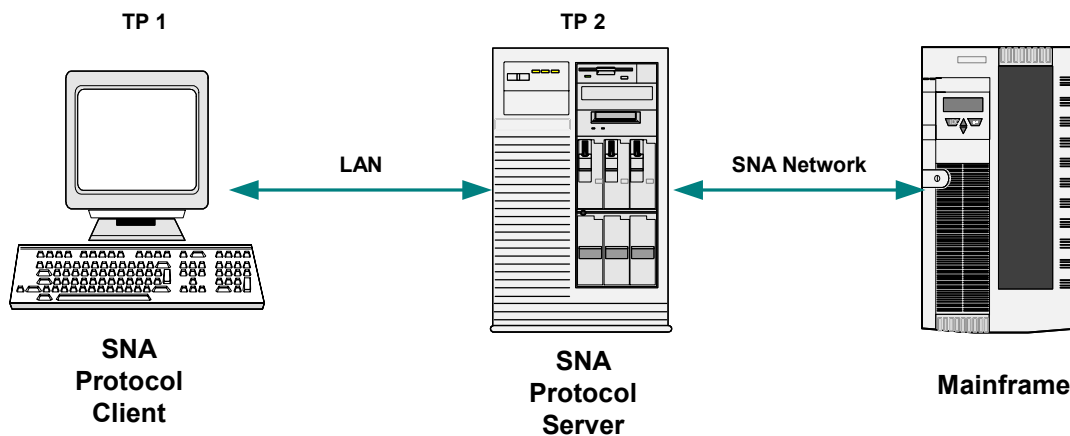 TP 1
TP 2
LAN
SNA Network
SNA
Protocol
Client
SNA
Protocol
Server
Mainframe